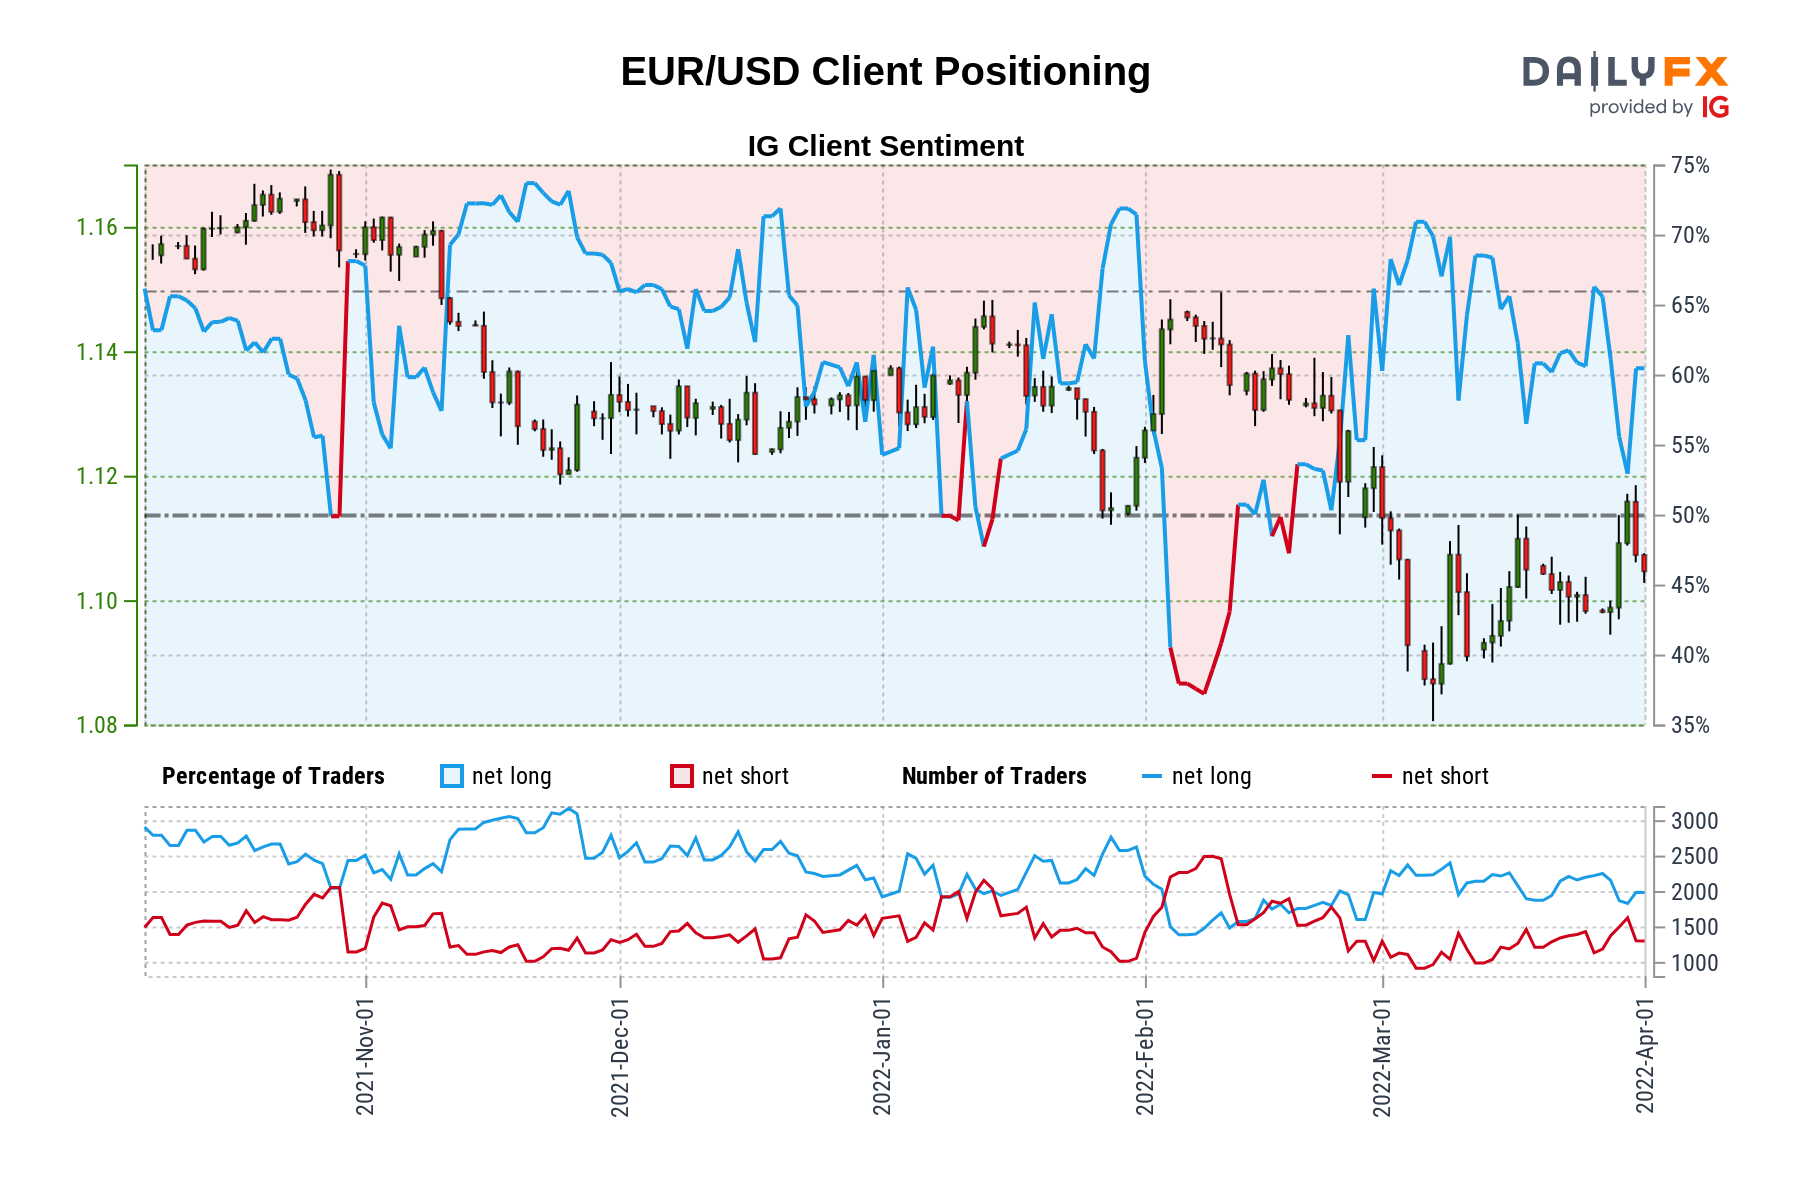 EUR/USD Client Positioning
DAILYFX
provided by IG
IG Client Sentiment
75%
1.16
70%
65%
1.14
60%
55%
1.12
50%
1.10
45%
40%
1.08
35%
Percentage of Traders net long net short Number of Traders net long net short
3000
2500
2000
1500
1000
2021-Nov-01
2021-Dec-01
2022-Jan-01
2022-Feb-01
2022-Mar-01
2022-Apr-01